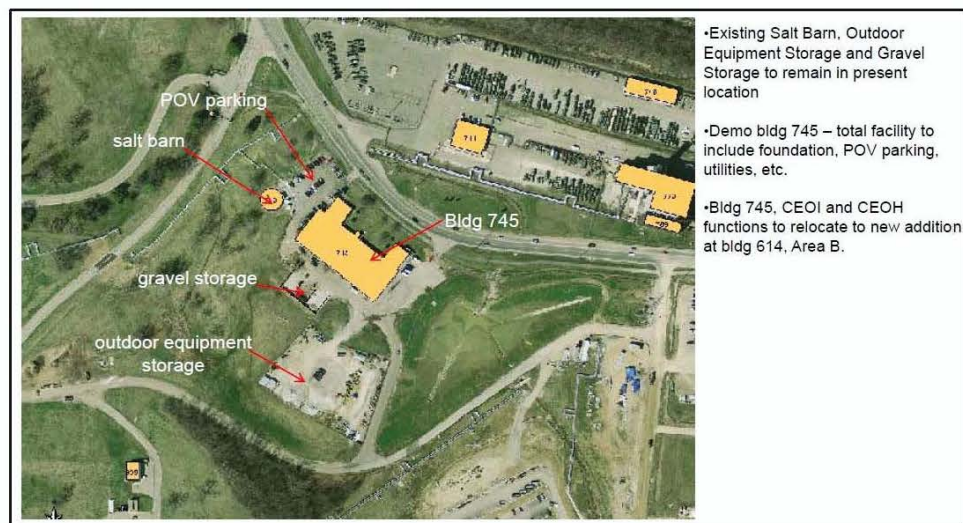 POV parking
salt barn
Bldg 745
gravel storage
outdoor equipment
storage
•Existing Salt Barn, Outdoor
Equipment Storage and Gravel
Storage to remain in present
location
•Demo bldg 745 – total facility to
include foundation, POV parking,
utilities, etc.
•Bldg 745, CEOI and CEOH
functions to relocate to new addition
at bldg 614, Area B.